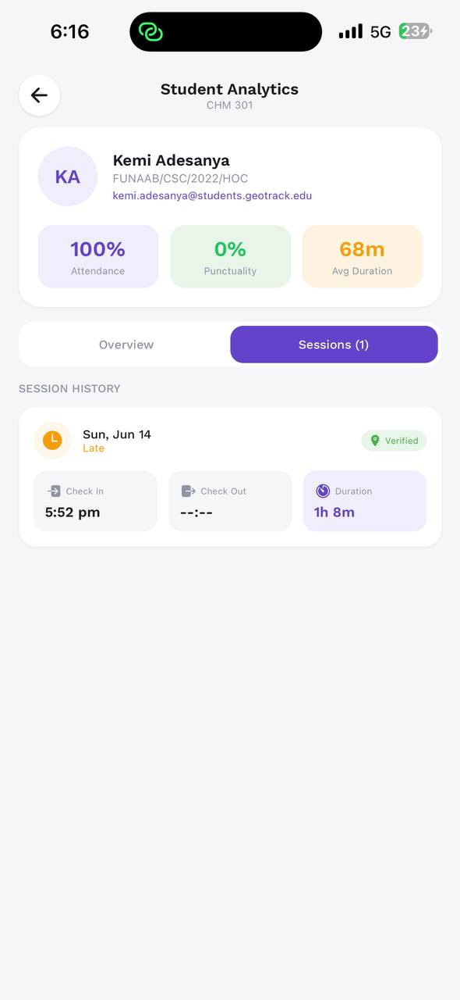 6:16
5G
23
Student Analytics
CHM 301
KA
Kemi Adesanya
FUNAAB/CSC/2022/HOC
kemi.adesanya@students.geotrack.edu
100%
Attendance
0%
Punctuality
68m
Avg Duration
Overview
Sessions (1)
SESSION HISTORY
Sun, Jun 14
Late
Verified
Check In
5:52 pm
Check Out
--:--
Duration
1h 8m